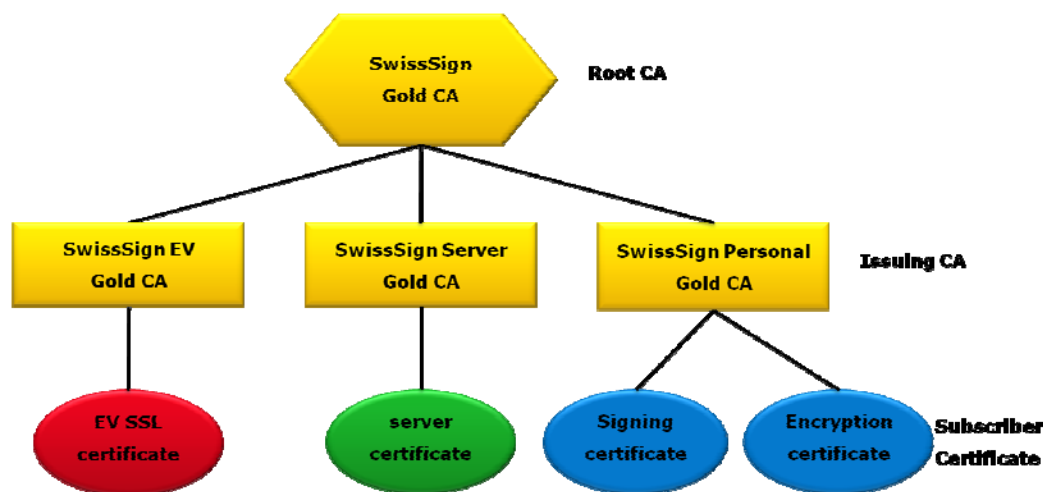 SwissSign
Gold CA
Root CA
SwissSign EV
Gold CA
SwissSign Server
Gold CA
SwissSign Personal
Gold CA
Issuing CA
EV SSL
certificate
server
certificate
Signing
certificate
Encryption
certificate
Subscriber
Certificate